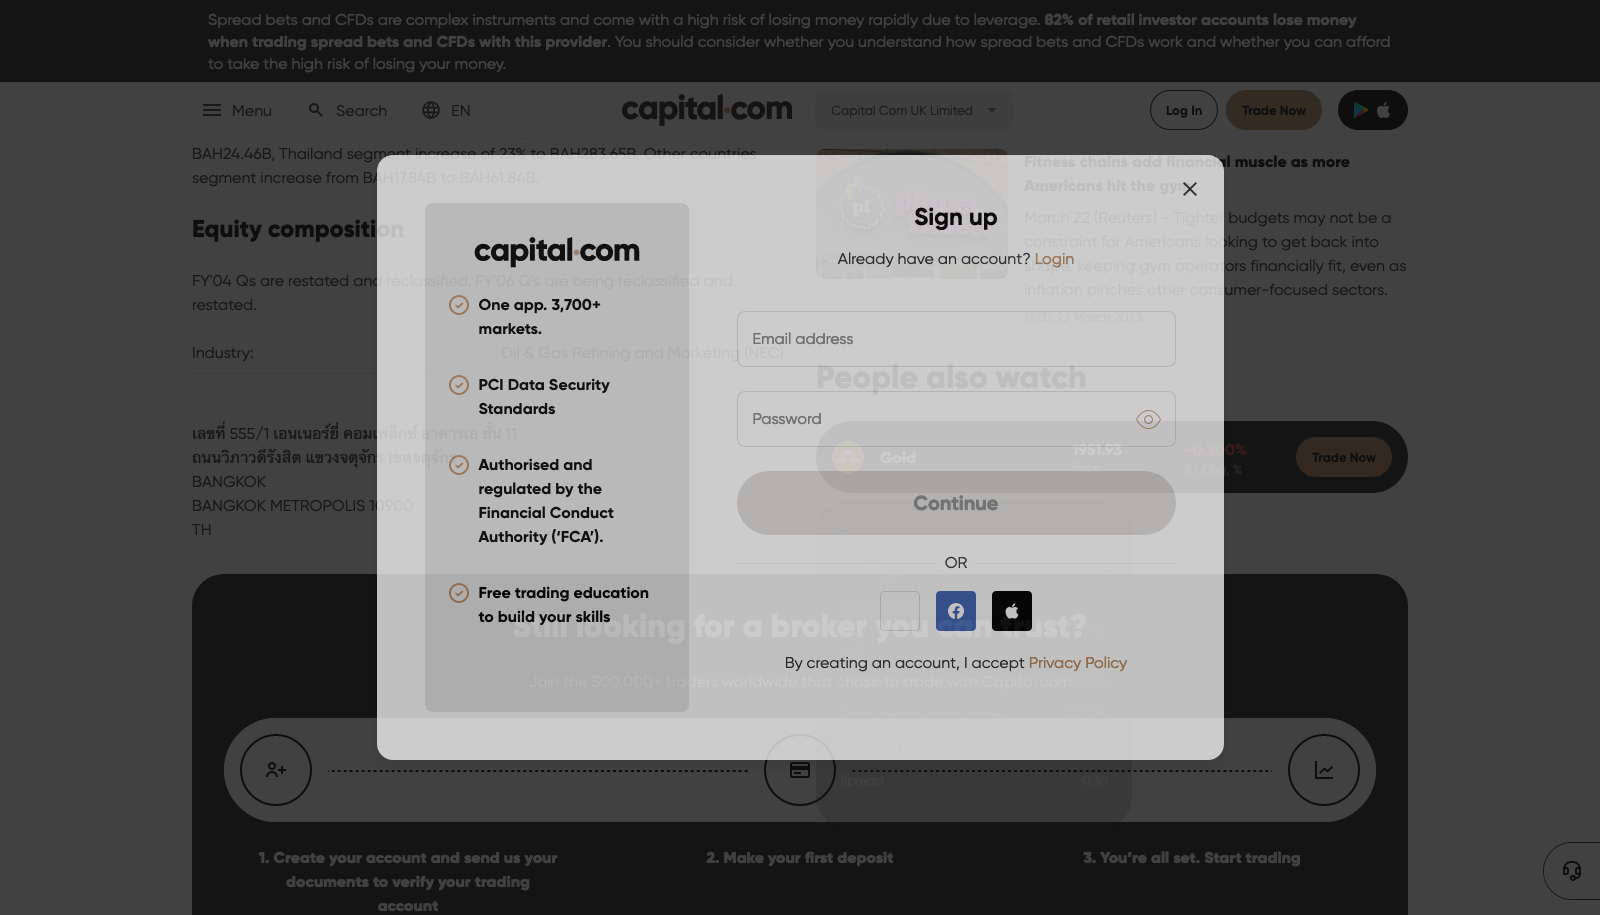 Spread bets and CFDs are complex instruments and come with a high risk of losing money rapidly due to leverage. 82% of retail investor accounts lose money
when trading spread bets and CFDs with this provider. You should consider whether you understand how spread bets and CFDs work and whether you can afford
to take the high risk of losing your money.
Menu
Search
EN
capital.com
Capital Com UK Limited
Log In
Trade Now
BAH24.46B, Thailand segment increase of 23% to BAH283.65B. Other countries
segment increase from BAH17.84B to BAH61.84B.
Equity composition
FY'04 Qs are restated and reclassified. FY'06 Q's are being reclassified and
restated.
Industry:
Oil & Gas Refining and Marketing (NEC)
เลขที่ 555/1 เอนเนอร์ยี่ คอมเพล็กซ์ อาคารเอ ชั้น 11
ถนนวิภาวดีรังสิต แขวงจตุจักร เขตจตุจักร
BANGKOK
BANGKOK METROPOLIS 10900
TH
Fitness chains add financial muscle as more
Americans hit the gym
March 22 (Reuters) - Tighter budgets may not be a
constraint for Americans looking to get back into
shape, keeping gym operators financially fit, even as
inflation pinches other consumer-focused sectors.
15:07, 22 March 2023
People also watch
Gold
1951.93
Price
-0.300%
1D Chg, %
Trade Now
Spread
0.30
capital.com
One app. 3,700+
markets.
PCI Data Security
Standards
Authorised and
regulated by the
Financial Conduct
Authority (‘FCA’).
Free trading education
to build your skills
Sign up
Already have an account? Login
Email address
Password
Continue
OR
By creating an account, I accept Privacy Policy
Still looking for a broker you can trust?
Join the 500.000+ traders worldwide that chose to trade with Capital.com
1. Create your account and send us your
documents to verify your trading
account
2. Make your first deposit
3. You’re all set. Start trading